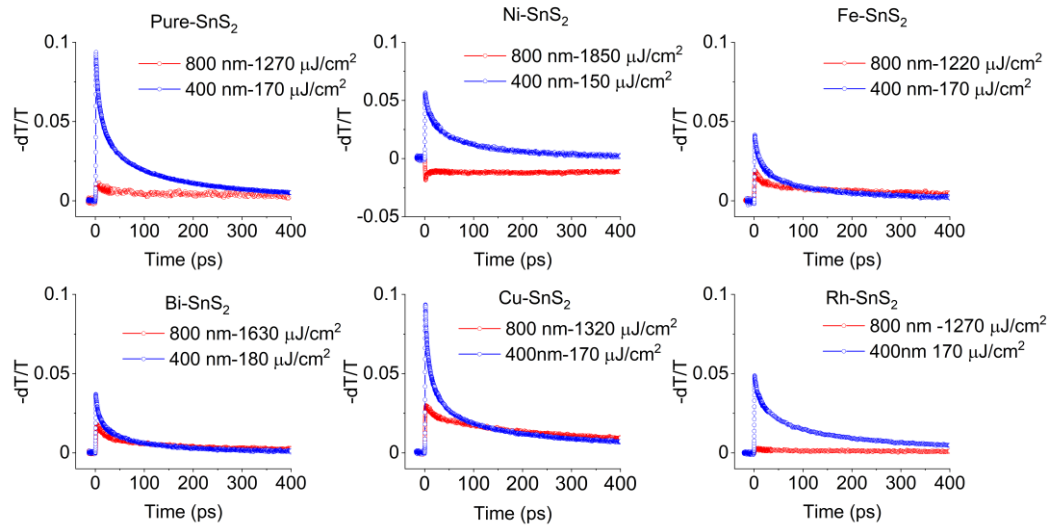 Pure-SnS₂
0.1
800 nm-1270 μJ/cm²
400 nm-170 μJ/cm²
0.05
-dT/T
0
0 100 200 300 400
Time (ps)
Ni-SnS₂
0.1
800 nm-1850 μJ/cm²
400 nm-150 μJ/cm²
0.05
-dT/T
0
-0.05
0 100 200 300 400
Time (ps)
Fe-SnS₂
0.1
800 nm-1220 μJ/cm²
400 nm-170 μJ/cm²
0.05
-dT/T
0
0 100 200 300 400
Time (ps)
Bi-SnS₂
0.1
800 nm-1630 μJ/cm²
400 nm-180 μJ/cm²
0.05
-dT/T
0
0 100 200 300 400
Time (ps)
Cu-SnS₂
0.1
800 nm-1320 μJ/cm²
400nm-170 μJ/cm²
0.05
-dT/T
0
0 100 200 300 400
Time (ps)
Rh-SnS₂
0.1
800 nm -1270 μJ/cm²
400nm 170 μJ/cm²
0.05
-dT/T
0
0 100 200 300 400
Time (ps)